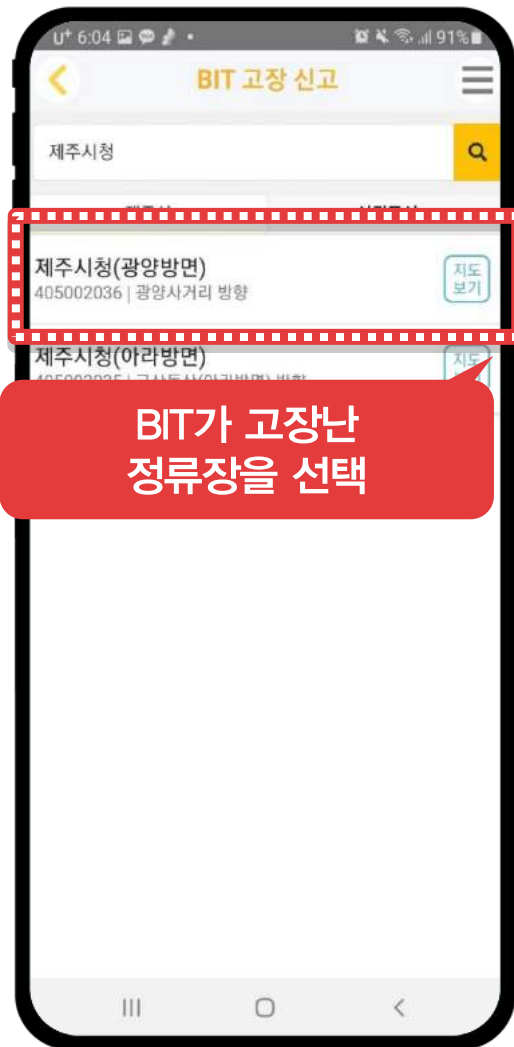 U+ 6:04
91%
BIT 고장 신고
제주시청
제주시청(광양방면)
405002036 | 광양사거리 방향
지도
보기
제주시청(아라방면)
지도
BIT가 고장난
정류장을 선택